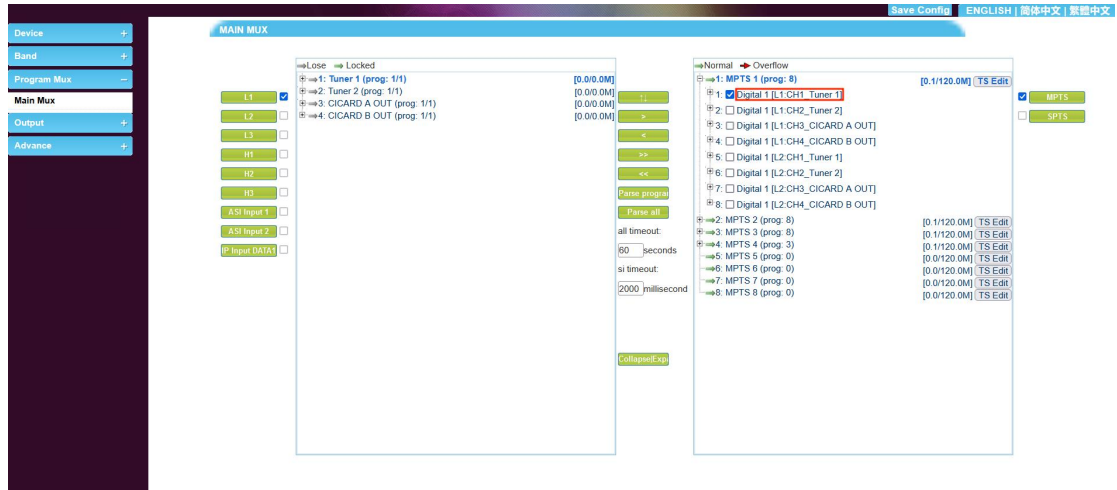 Save Config ENGLISH | 简体中文 | 繁體中文
Device +
Band +
Program Mux −
Main Mux
Output +
Advance +
MAIN MUX
L1
L2
L3
H1
H2
H3
ASI Input 1
ASI Input 2
IP Input DATA1
⇒Lose ⇒Locked
1: Tuner 1 (prog: 1/1) [0.0/0.0M]
2: Tuner 2 (prog: 1/1) [0.0/0.0M]
3: CICARD A OUT (prog: 1/1) [0.0/0.0M]
4: CICARD B OUT (prog: 1/1) [0.0/0.0M]
>
<
>>
<<
Parse program
Parse all
all timeout:
60 seconds
si timeout:
2000 millisecond
Collapse|Expa
⇒Normal ➔Overflow
1: MPTS 1 (prog: 8) [0.1/120.0M] TS Edit
1: Digital 1 [L1:CH1_Tuner 1]
2: Digital 1 [L1:CH2_Tuner 2]
3: Digital 1 [L1:CH3_CICARD A OUT]
4: Digital 1 [L1:CH4_CICARD B OUT]
5: Digital 1 [L2:CH1_Tuner 1]
6: Digital 1 [L2:CH2_Tuner 2]
7: Digital 1 [L2:CH3_CICARD A OUT]
8: Digital 1 [L2:CH4_CICARD B OUT]
2: MPTS 2 (prog: 8) [0.1/120.0M] TS Edit
3: MPTS 3 (prog: 8) [0.1/120.0M] TS Edit
4: MPTS 4 (prog: 3) [0.1/120.0M] TS Edit
5: MPTS 5 (prog: 0) [0.0/120.0M] TS Edit
6: MPTS 6 (prog: 0) [0.0/120.0M] TS Edit
7: MPTS 7 (prog: 0) [0.0/120.0M] TS Edit
8: MPTS 8 (prog: 0) [0.0/120.0M] TS Edit
MPTS
SPTS